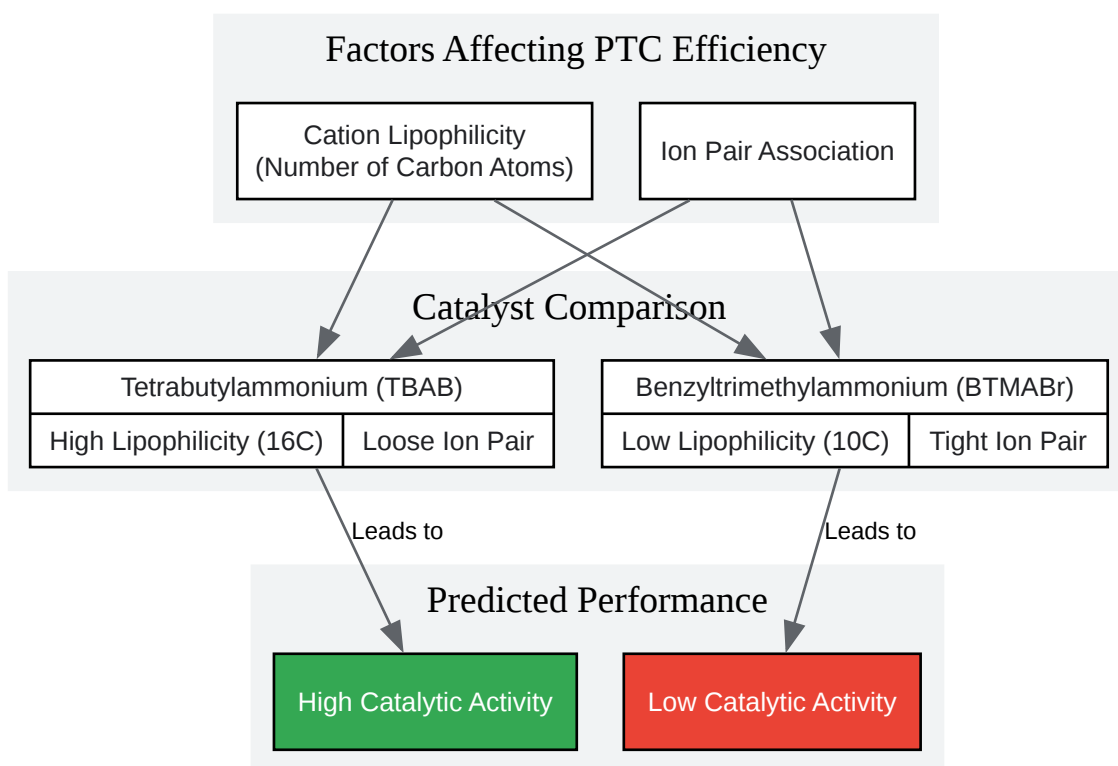 Factors Affecting PTC Efficiency
Cation Lipophilicity
(Number of Carbon Atoms)
Ion Pair Association
Catalyst Comparison
Tetrabutylammonium (TBAB)
High Lipophilicity (16C)
Loose Ion Pair
Benzyltrimethylammonium (BTMABr)
Low Lipophilicity (10C)
Tight Ion Pair
Leads to
Leads to
Predicted Performance
High Catalytic Activity
Low Catalytic Activity